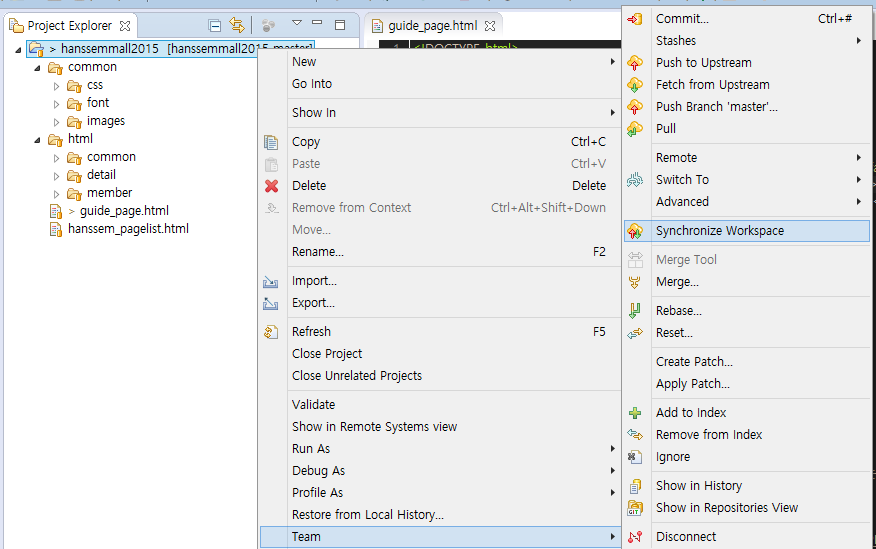 Project Explorer
> hanssemmall2015 [hanssemmall2015 master]
common
css
font
images
html
common
detail
member
> guide_page.html
hanssem_pagelist.html
guide_page.html
1 <!DOCTYPE html>
New
Go Into
Show In
Copy Ctrl+C
Paste Ctrl+V
Delete Delete
Remove from Context Ctrl+Alt+Shift+Down
Move...
Rename... F2
Import...
Export...
Refresh F5
Close Project
Close Unrelated Projects
Validate
Show in Remote Systems view
Run As
Debug As
Profile As
Restore from Local History...
Team
Commit... Ctrl+#
Stashes
Push to Upstream
Fetch from Upstream
Push Branch 'master'...
Pull
Remote
Switch To
Advanced
Synchronize Workspace
Merge Tool
Merge...
Rebase...
Reset...
Create Patch...
Apply Patch...
Add to Index
Remove from Index
Ignore
Show in History
GIT Show in Repositories View
Disconnect